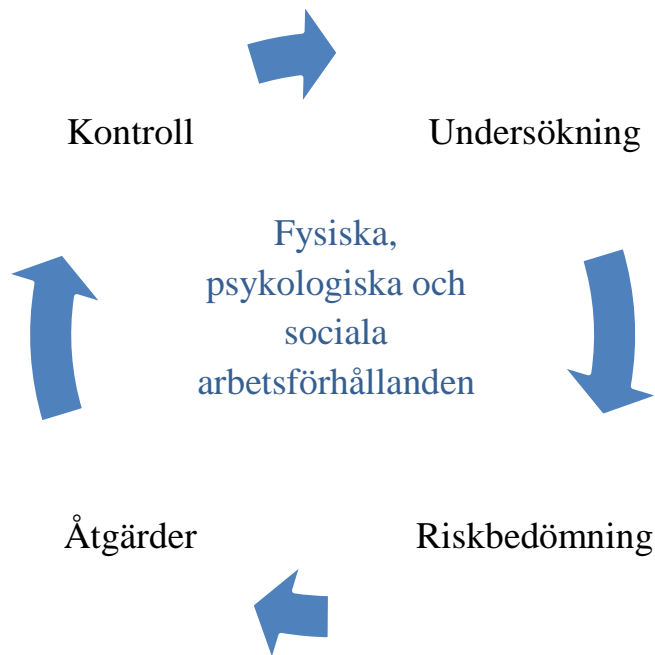 Kontroll
Undersökning
Fysiska,
psykologiska och
sociala
arbetsförhållanden
Åtgärder
Riskbedömning